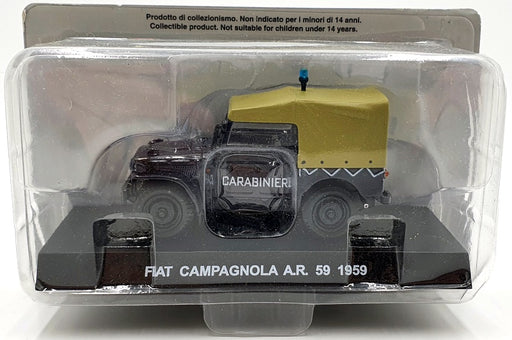 Prodotto di collezionismo. Non indicato per i minori di 14 anni.
Collectible product. Not suitable for children under 14 years.
CARABINIERI
FIAT CAMPAGNOLA A.R. 59 1959